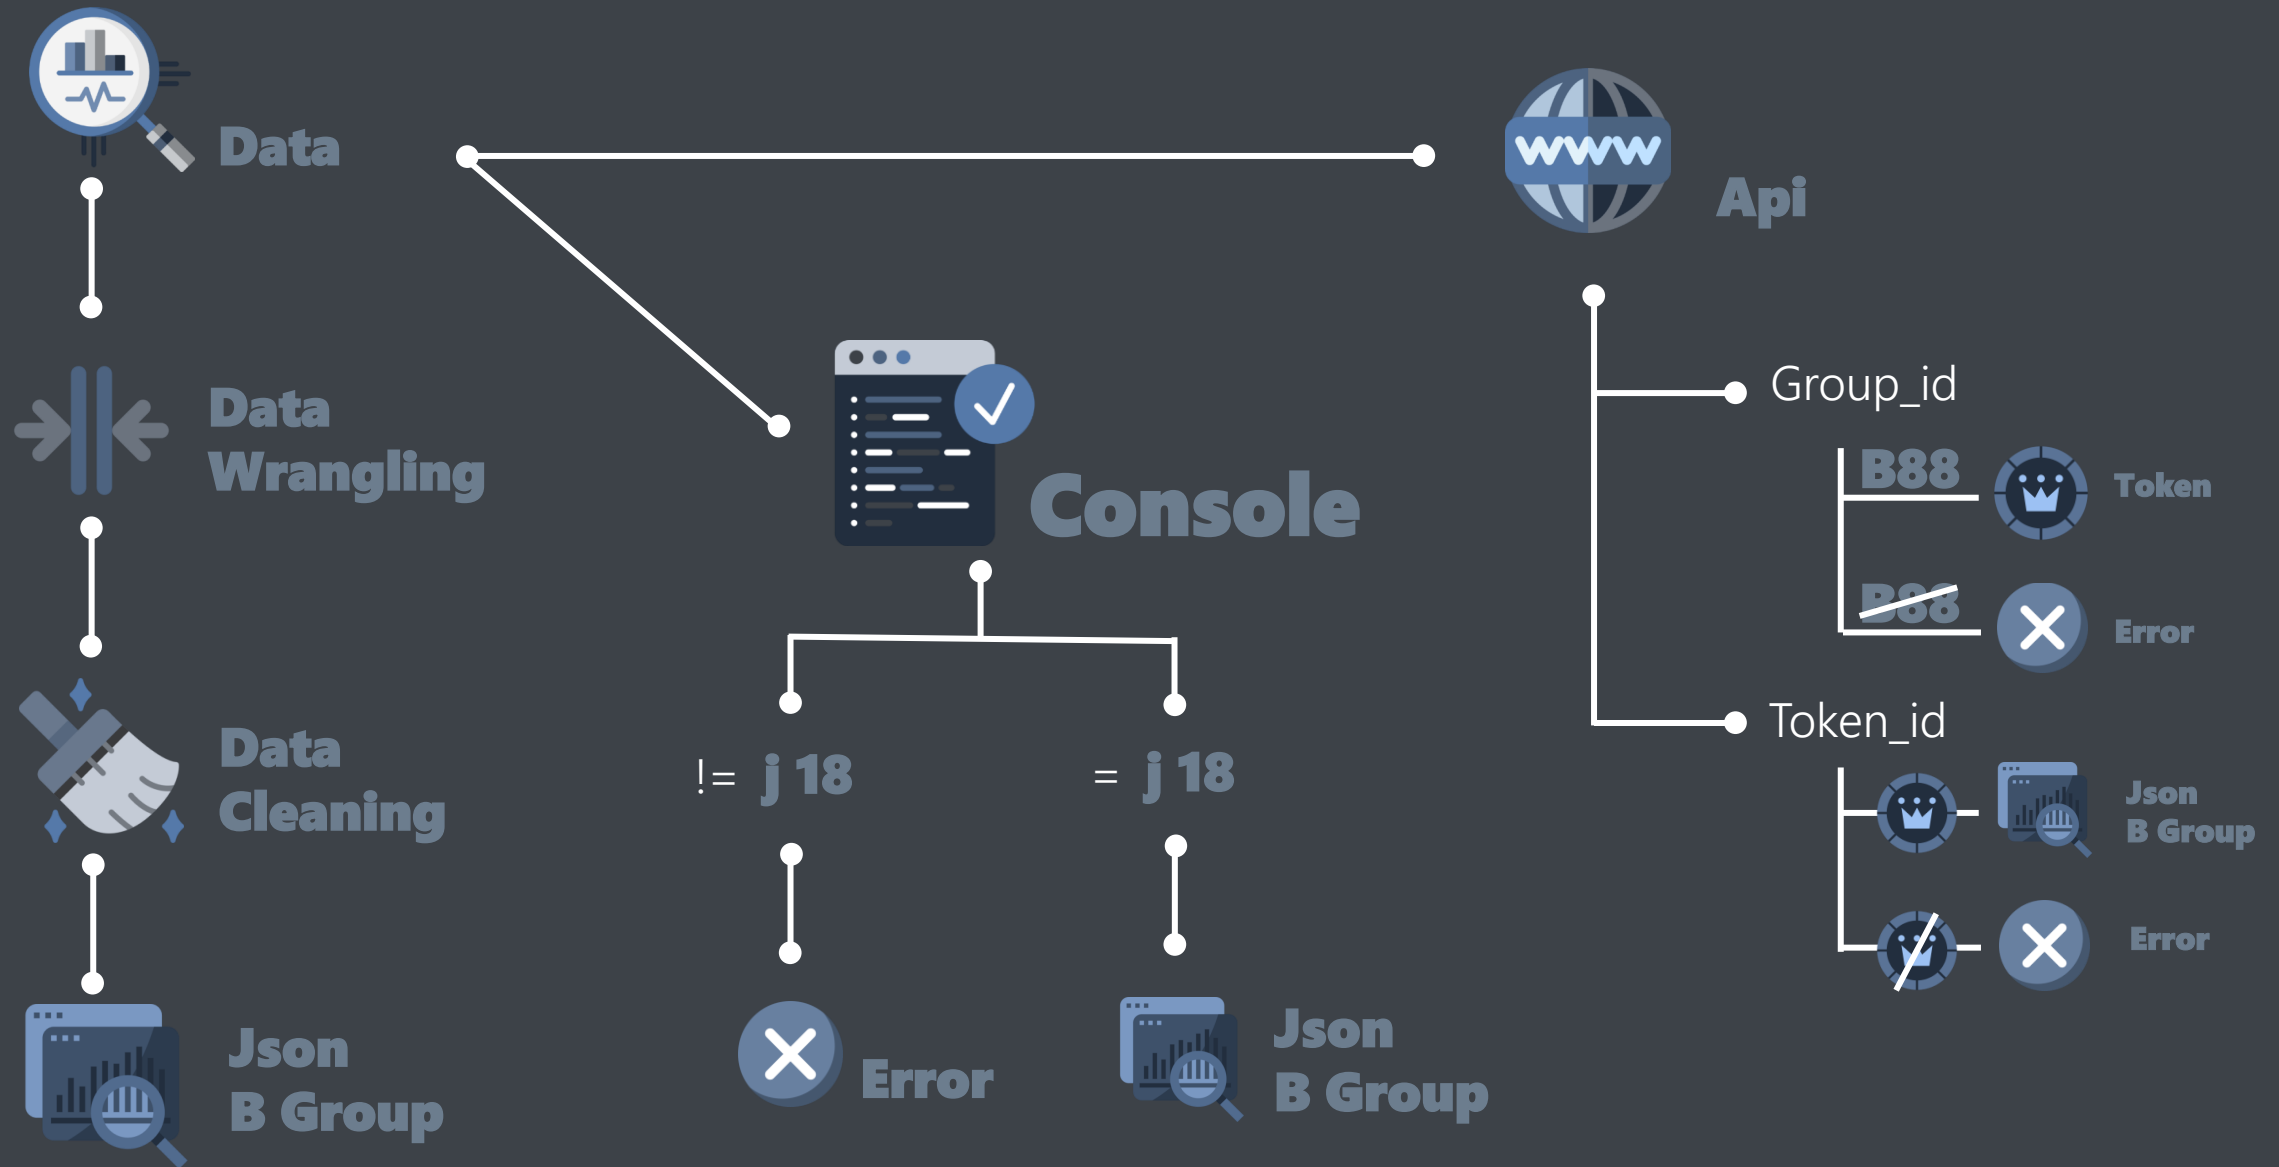 Data
Data
Wrangling
Data
Cleaning
Json
B Group
Console
!= j 18
= j 18
Error
Json
B Group
www
Api
Group_id
B88
Token
B88
Error
Token_id
Json
B Group
Error